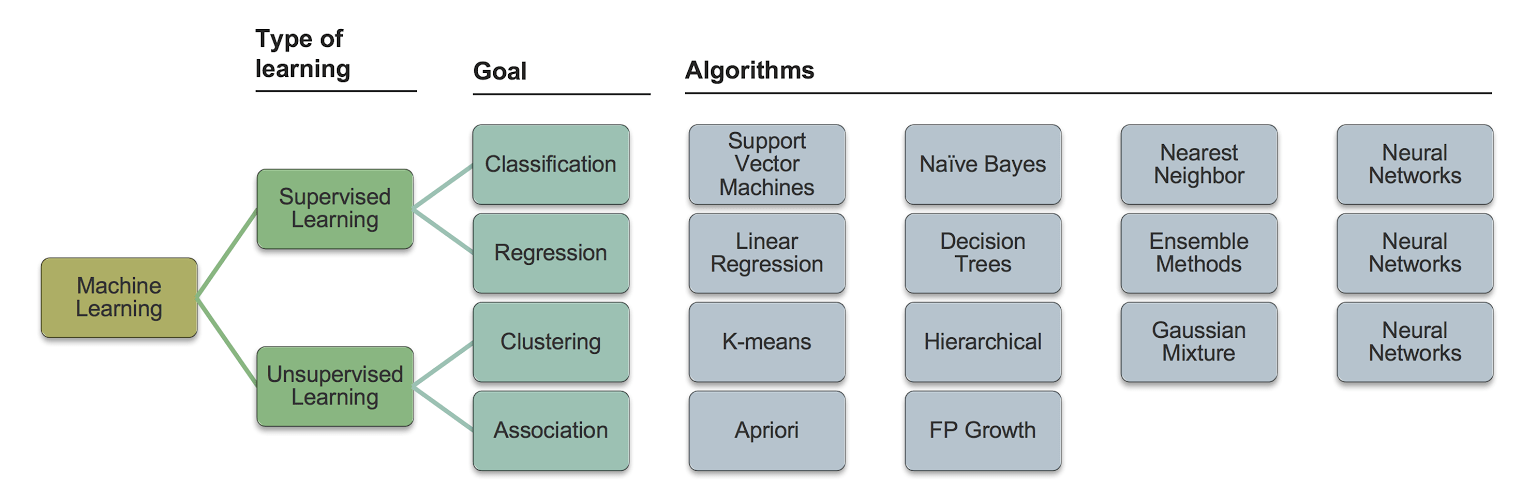 Type of
learning
Goal
Algorithms
Machine
Learning
Supervised
Learning
Unsupervised
Learning
Classification
Support
Vector
Machines
Naïve Bayes
Nearest
Neighbor
Neural
Networks
Regression
Linear
Regression
Decision
Trees
Ensemble
Methods
Neural
Networks
Clustering
K-means
Hierarchical
Gaussian
Mixture
Neural
Networks
Association
Apriori
FP Growth